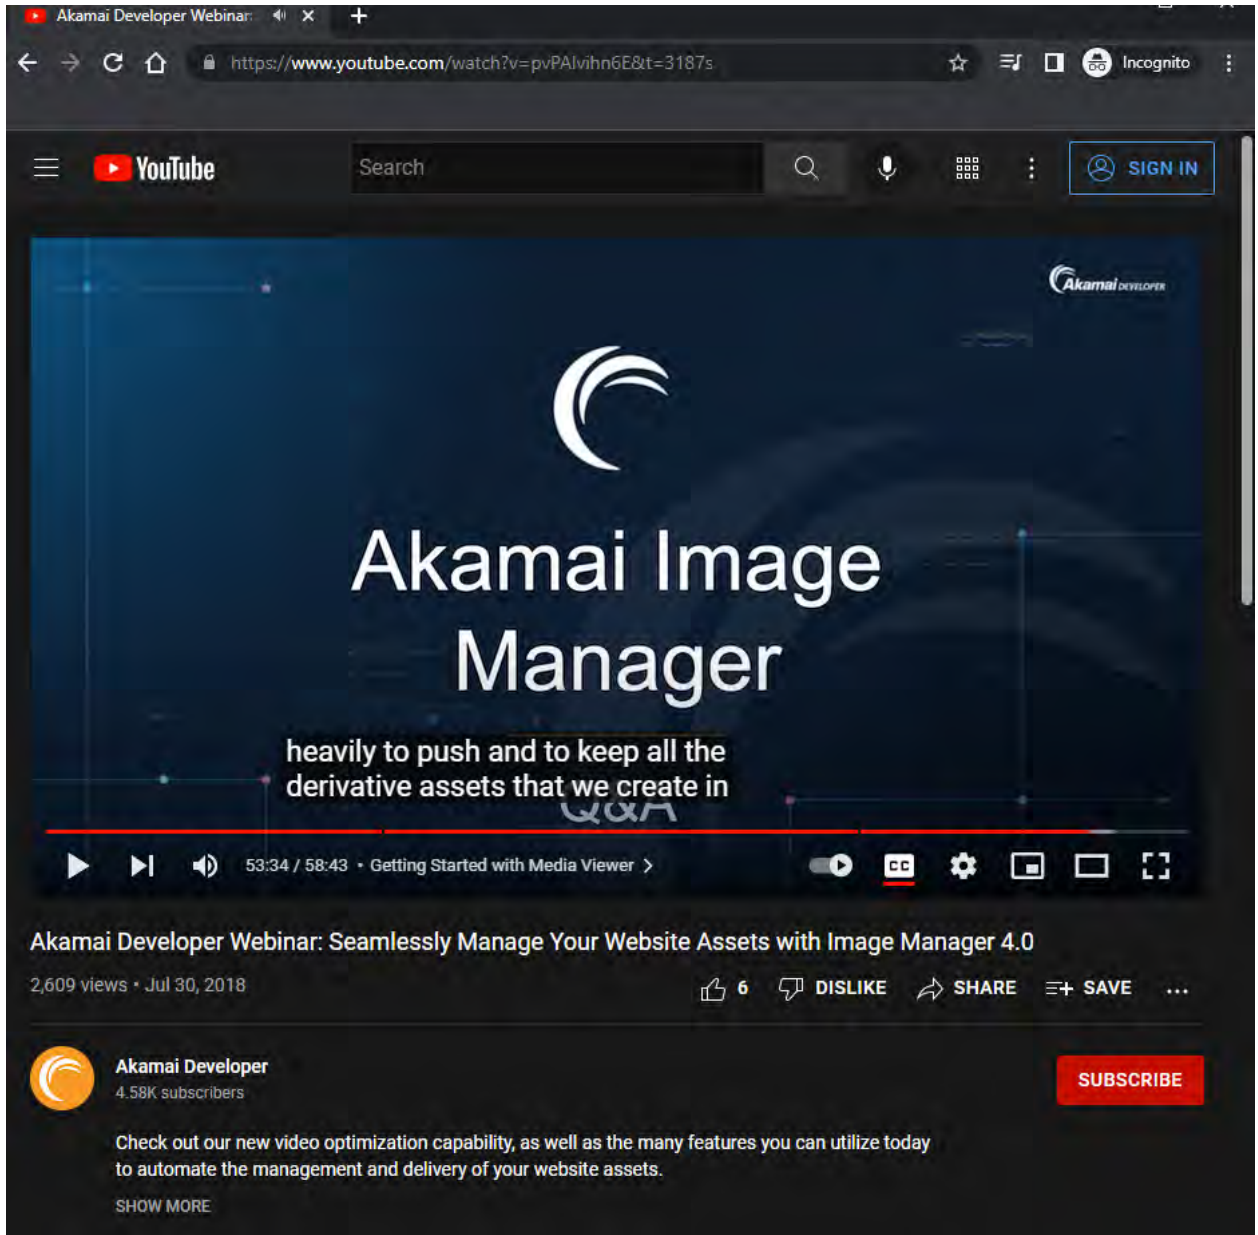 Akamai Developer Webinar:
https://www.youtube.com/watch?v=pvPAlvihn6E&t=3187s
Incognito
YouTube
Search
SIGN IN
Akamai DEVELOPER
Akamai Image
Manager
heavily to push and to keep all the
derivative assets that we create in
Q&A
53:34 / 58:43 • Getting Started with Media Viewer
CC
Akamai Developer Webinar: Seamlessly Manage Your Website Assets with Image Manager 4.0
2,609 views • Jul 30, 2018
6 DISLIKE SHARE SAVE
Akamai Developer
4.58K subscribers
SUBSCRIBE
Check out our new video optimization capability, as well as the many features you can utilize today
to automate the management and delivery of your website assets.
SHOW MORE